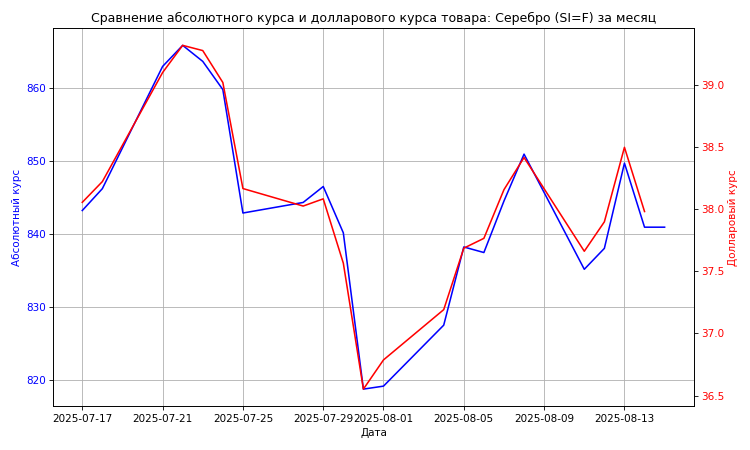 Сравнение абсолютного курса и долларового курса товара: Серебро (SI=F) за месяц
Абсолютный курс
860
850
840
830
820
39.0
38.5
38.0
37.5
37.0
36.5
Долларовый курс
2025-07-17 2025-07-21 2025-07-25 2025-07-29 2025-08-01 2025-08-05 2025-08-09 2025-08-13
Дата